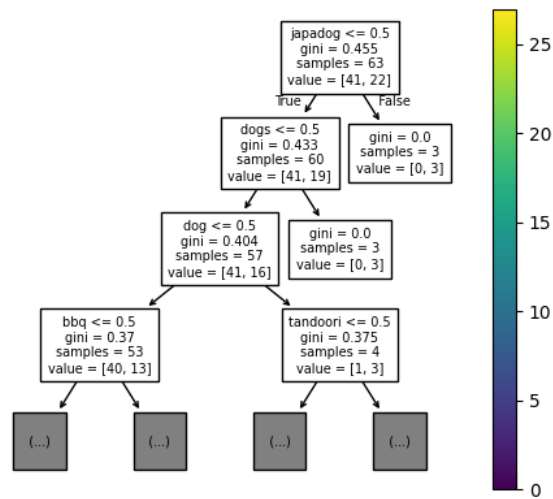 japadog <= 0.5
gini = 0.455
samples = 63
value = [41, 22]
True
False
dogs <= 0.5
gini = 0.433
samples = 60
value = [41, 19]
gini = 0.0
samples = 3
value = [0, 3]
dog <= 0.5
gini = 0.404
samples = 57
value = [41, 16]
gini = 0.0
samples = 3
value = [0, 3]
bbq <= 0.5
gini = 0.37
samples = 53
value = [40, 13]
tandoori <= 0.5
gini = 0.375
samples = 4
value = [1, 3]
(...)
(...)
(...)
(...)
25
20
15
10
5
0